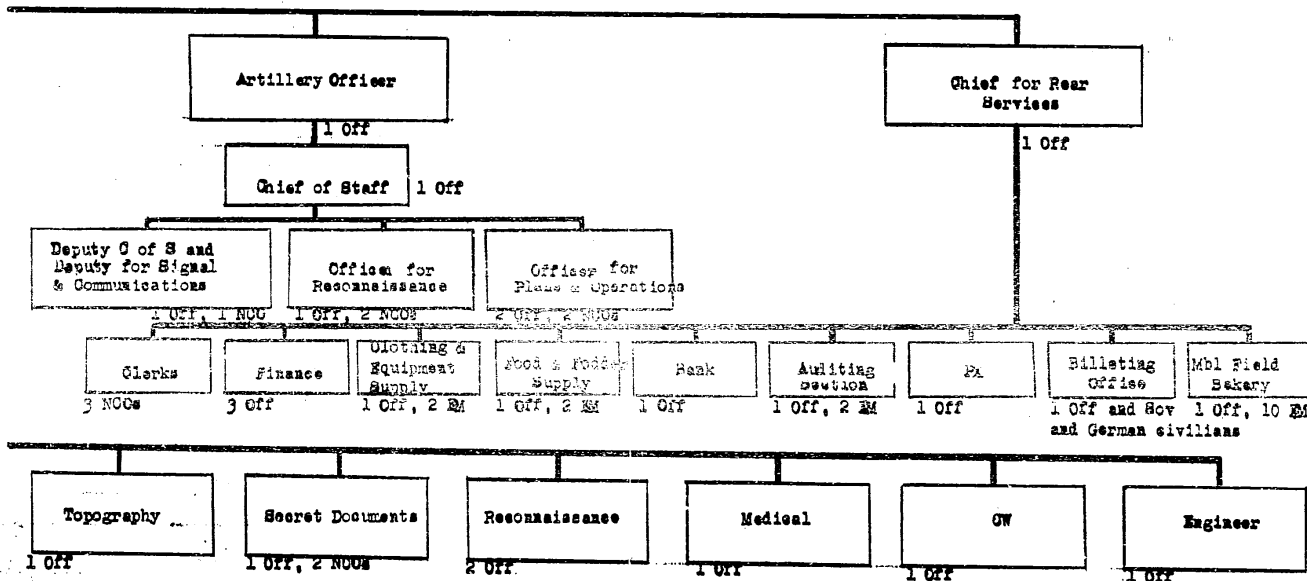 Artillery Officer
1 Off
Chief for Rear
Services
1 Off
Chief of Staff
1 Off
Deputy C of S and
Deputy for Signal
& Communications
1 Off, 1 NCO
Officer for
Reconnaissance
1 Off, 2 NCOs
Officer for
Plans & Operations
2 Off, 2 NCOs
Clerks
3 NCOs
Finance
3 Off
Clothing &
Equipment
Supply
1 Off, 2 EM
Food & Fodder
Supply
1 Off, 2 EM
Bank
1 Off
Auditing
Section
1 Off, 2 EM
PX
1 Off
Billeting
Office
1 Off and Sov
and German civilians
Mbl Field
Bakery
1 Off, 10 EM
Topography
1 Off
Secret Documents
1 Off, 2 NCOs
Reconnaissance
2 Off
Medical
1 Off
CW
1 Off
Engineer
1 Off